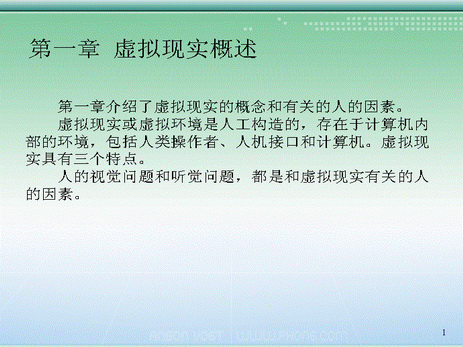 第一章 虚拟现实概述
第一章介绍了虚拟现实的概念和有关的人的因素。
虚拟现实或虚拟环境是人工构造的，存在于计算机内
部的环境，包括人类操作者、人机接口和计算机。虚拟现
实具有三个特点。
人的视觉问题和听觉问题，都是和虚拟现实有关的人
的因素。
1